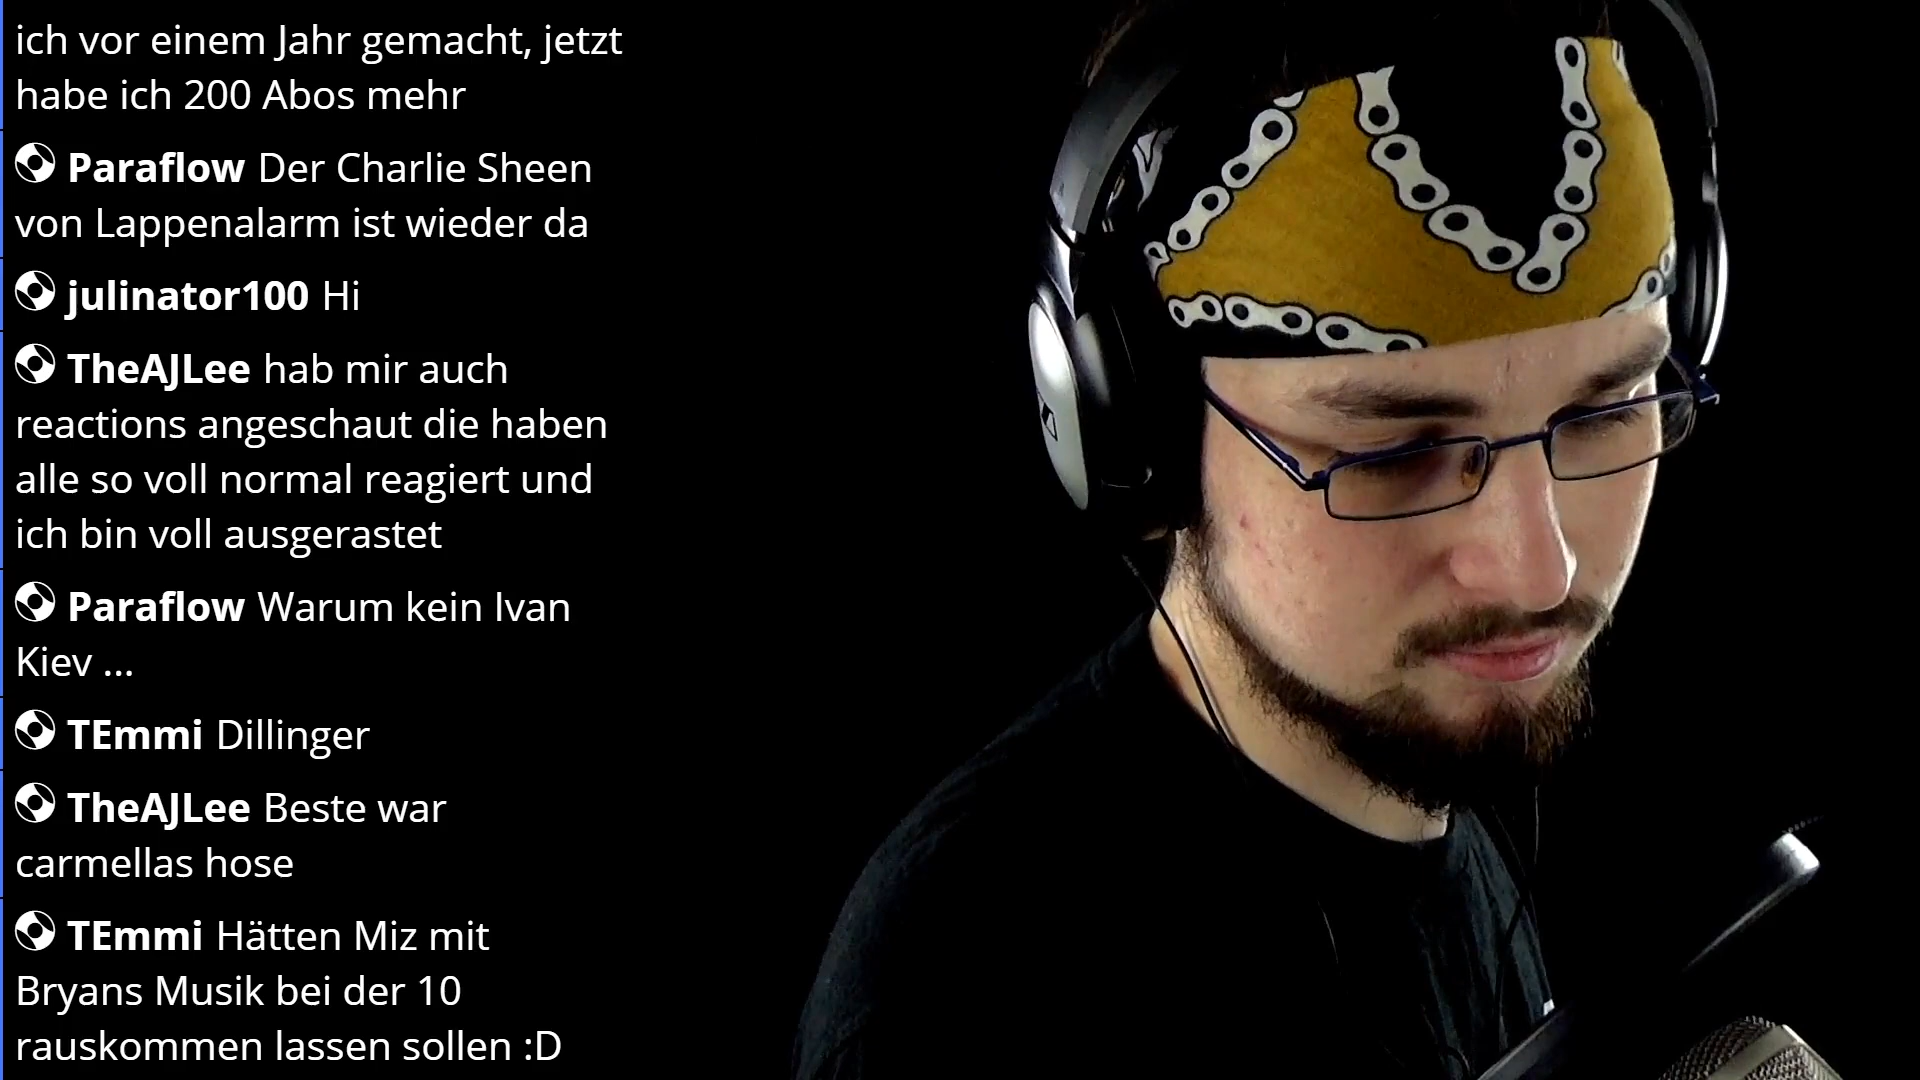 ich vor einem Jahr gemacht, jetzt
habe ich 200 Abos mehr
Paraflow Der Charlie Sheen
von Lappenalarm ist wieder da
julinator100 Hi
TheAJLee hab mir auch
reactions angeschaut die haben
alle so voll normal reagiert und
ich bin voll ausgerastet
Paraflow Warum kein Ivan
Kiev ...
TEmmi Dillinger
TheAJLee Beste war
carmellas hose
TEmmi Hätten Miz mit
Bryans Musik bei der 10
rauskommen lassen sollen :D